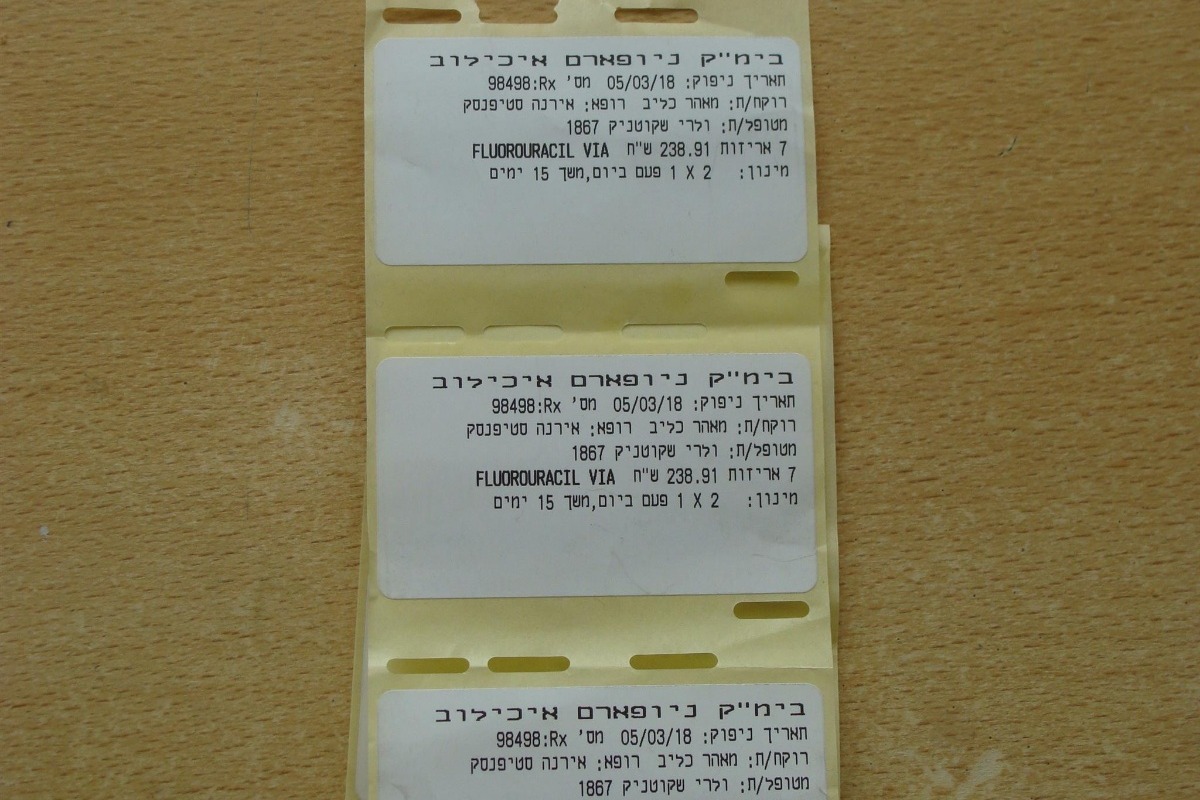 בימ"ק ניופארם איכילוב
תאריך ניפוק: 05/03/18 מס' Rx:98498
רוקח/ת: מאהר כליב רופא: אירנה סטיפנסק
מטופל/ת: ולרי שקוטניק 1867
7 אריזות 238.91 ש"ח FLUOROURACIL VIA
מינון: 2 X 1 פעם ביום,משך 15 ימים
בימ"ק ניופארם איכילוב
תאריך ניפוק: 05/03/18 מס' Rx:98498
רוקח/ת: מאהר כליב רופא: אירנה סטיפנסק
מטופל/ת: ולרי שקוטניק 1867
7 אריזות 238.91 ש"ח FLUOROURACIL VIA
מינון: 2 X 1 פעם ביום,משך 15 ימים
בימ"ק ניופארם איכילוב
תאריך ניפוק: 05/03/18 מס' Rx:98498
רוקח/ת: מאהר כליב רופא: אירנה סטיפנסק
מטופל/ת: ולרי שקוטניק 1867